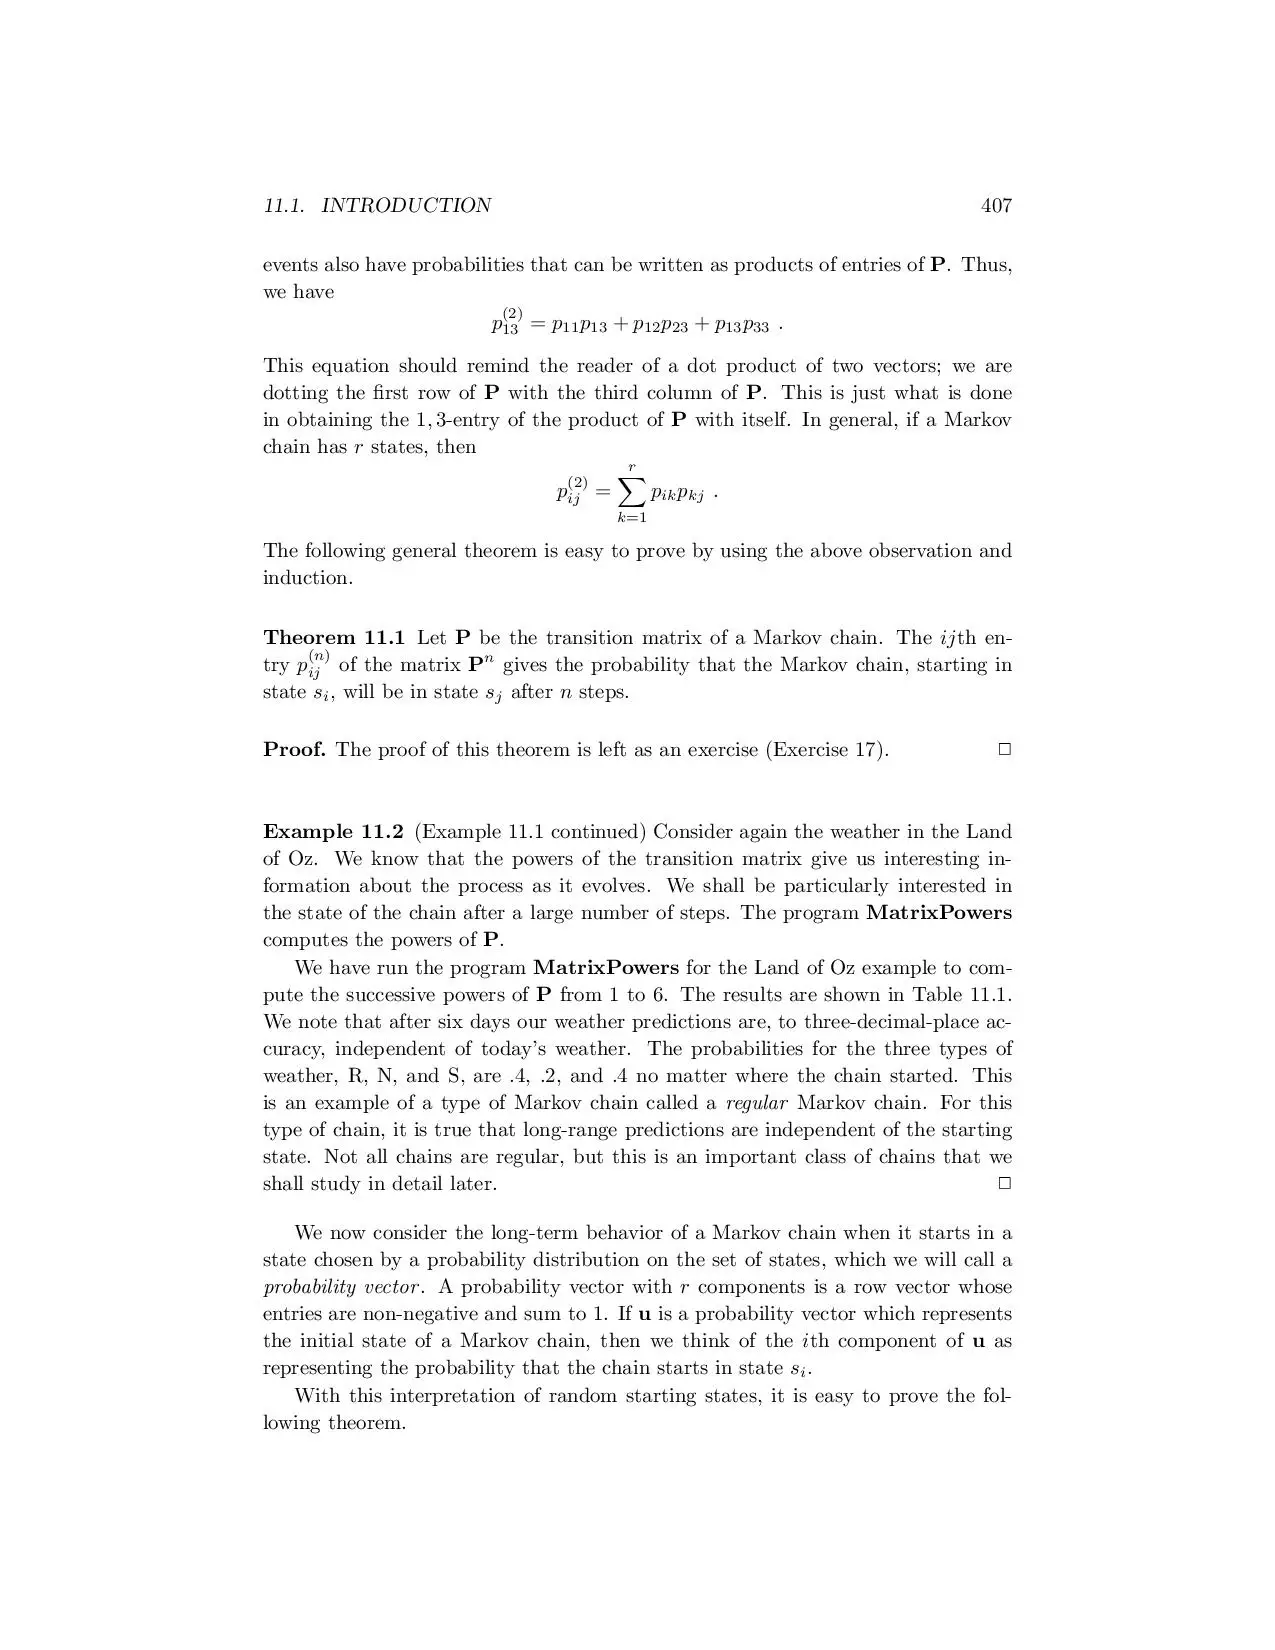 11.1. INTRODUCTION 407
events also have probabilities that can be written as products of entries of P. Thus,
we have
p_{13}^{(2)} = p_{11}p_{13} + p_{12}p_{23} + p_{13}p_{33} .
This equation should remind the reader of a dot product of two vectors; we are
dotting the first row of P with the third column of P. This is just what is done
in obtaining the 1, 3-entry of the product of P with itself. In general, if a Markov
chain has r states, then
p_{ij}^{(2)} = \sum_{k=1}^{r} p_{ik}p_{kj} .
The following general theorem is easy to prove by using the above observation and
induction.
Theorem 11.1 Let P be the transition matrix of a Markov chain. The ijth en-
try p_{ij}^{(n)} of the matrix P^n gives the probability that the Markov chain, starting in
state s_i, will be in state s_j after n steps.
Proof. The proof of this theorem is left as an exercise (Exercise 17). □
Example 11.2 (Example 11.1 continued) Consider again the weather in the Land
of Oz. We know that the powers of the transition matrix give us interesting in-
formation about the process as it evolves. We shall be particularly interested in
the state of the chain after a large number of steps. The program MatrixPowers
computes the powers of P.
We have run the program MatrixPowers for the Land of Oz example to com-
pute the successive powers of P from 1 to 6. The results are shown in Table 11.1.
We note that after six days our weather predictions are, to three-decimal-place ac-
curacy, independent of today's weather. The probabilities for the three types of
weather, R, N, and S, are .4, .2, and .4 no matter where the chain started. This
is an example of a type of Markov chain called a regular Markov chain. For this
type of chain, it is true that long-range predictions are independent of the starting
state. Not all chains are regular, but this is an important class of chains that we
shall study in detail later. □
We now consider the long-term behavior of a Markov chain when it starts in a
state chosen by a probability distribution on the set of states, which we will call a
probability vector. A probability vector with r components is a row vector whose
entries are non-negative and sum to 1. If u is a probability vector which represents
the initial state of a Markov chain, then we think of the ith component of u as
representing the probability that the chain starts in state s_i.
With this interpretation of random starting states, it is easy to prove the fol-
lowing theorem.